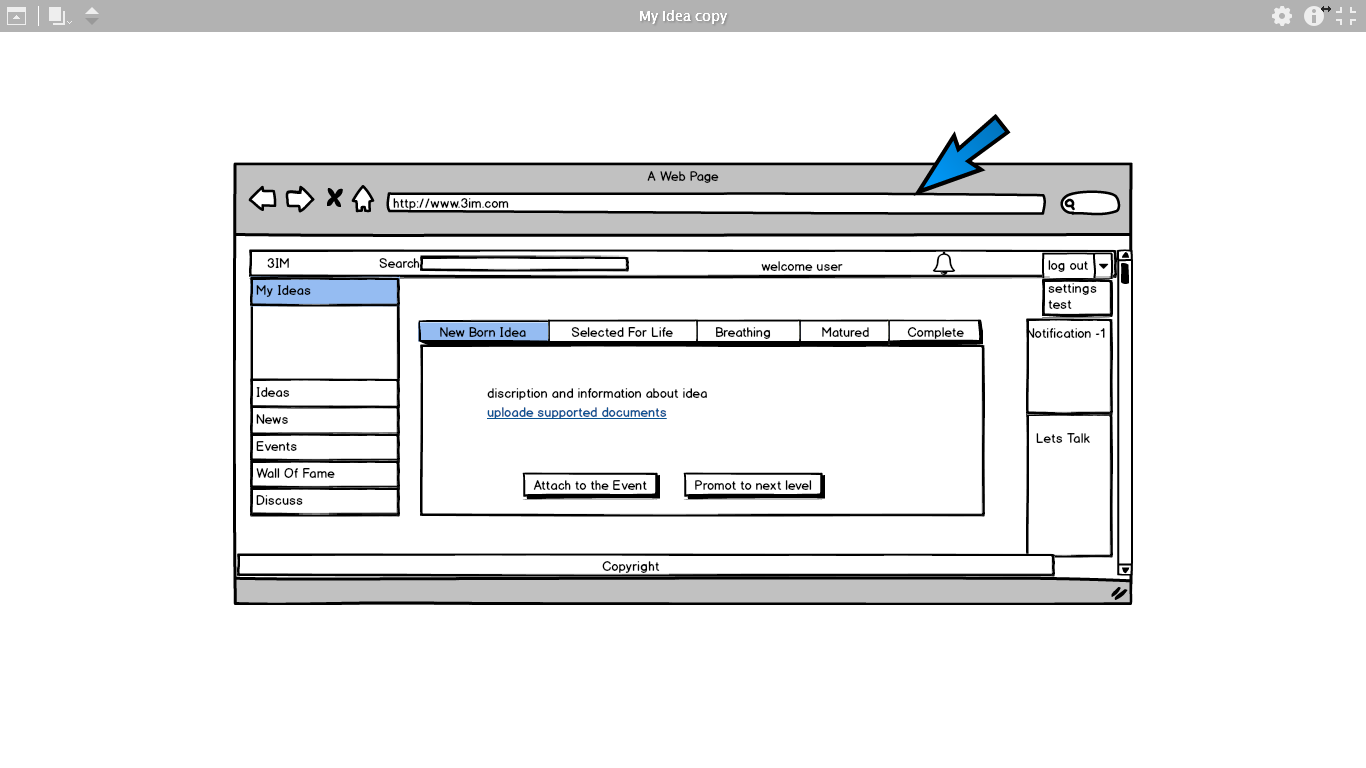 My Idea copy
A Web Page
http://www.3im.com
3IM
Search
welcome user
log out
settings
test
My Ideas
Ideas
News
Events
Wall Of Fame
Discuss
New Born Idea
Selected For Life
Breathing
Matured
Complete
discription and information about idea
uploade supported documents
Attach to the Event
Promot to next level
Notification -1
Lets Talk
Copyright